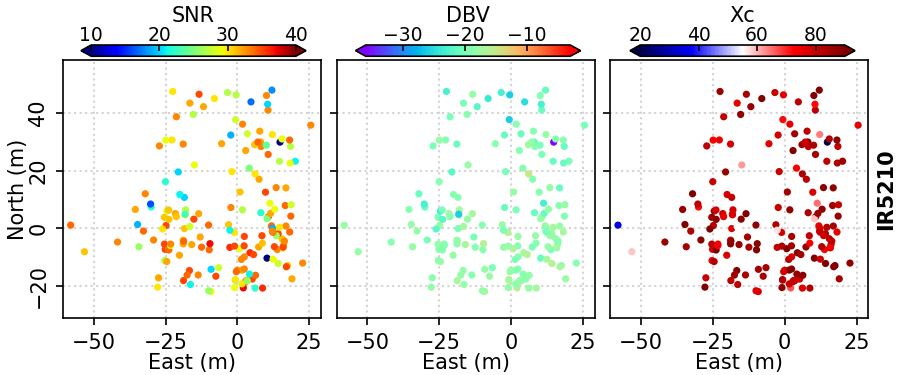 SNR DBV Xc
10 20 30 40 −30 −20 −10 20 40 60 80
North (m)
40
20
0
−20
IR5210
−50 −25 0 25 −50 −25 0 25 −50 −25 0 25
East (m) East (m) East (m)